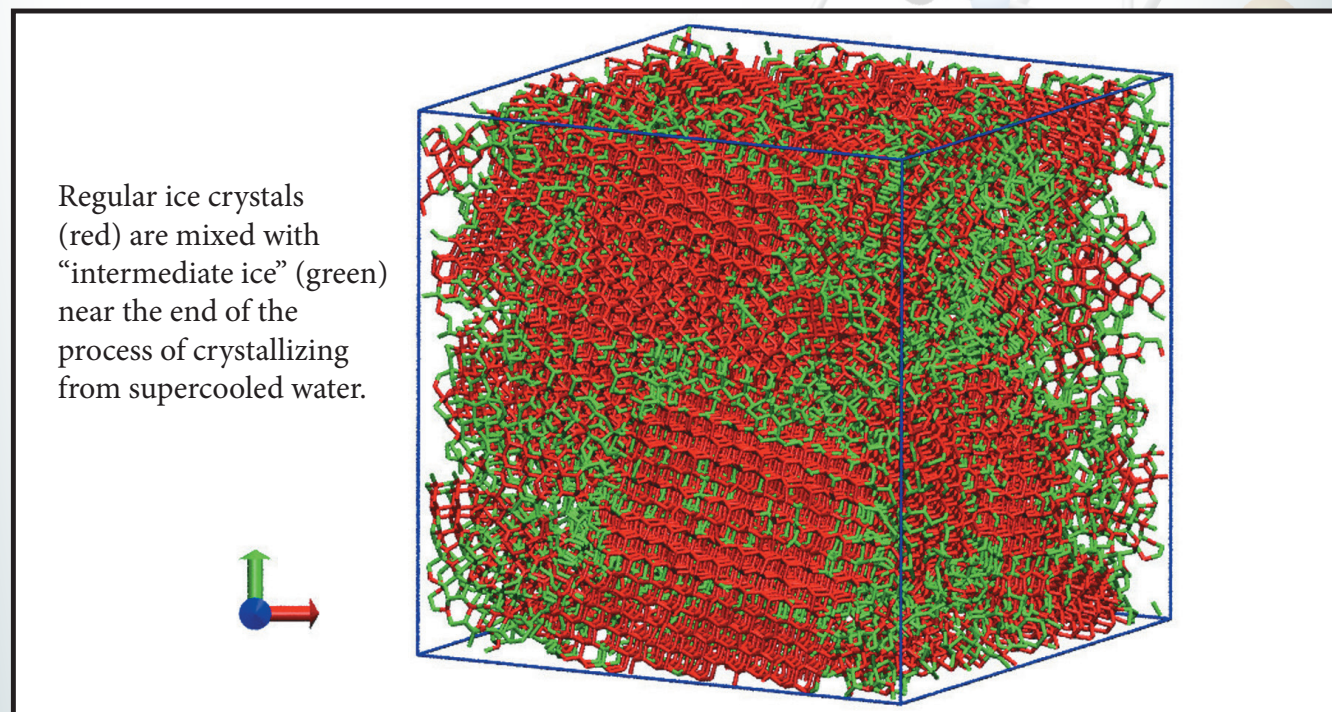 Regular ice crystals
(red) are mixed with
“intermediate ice” (green)
near the end of the
process of crystallizing
from supercooled water.